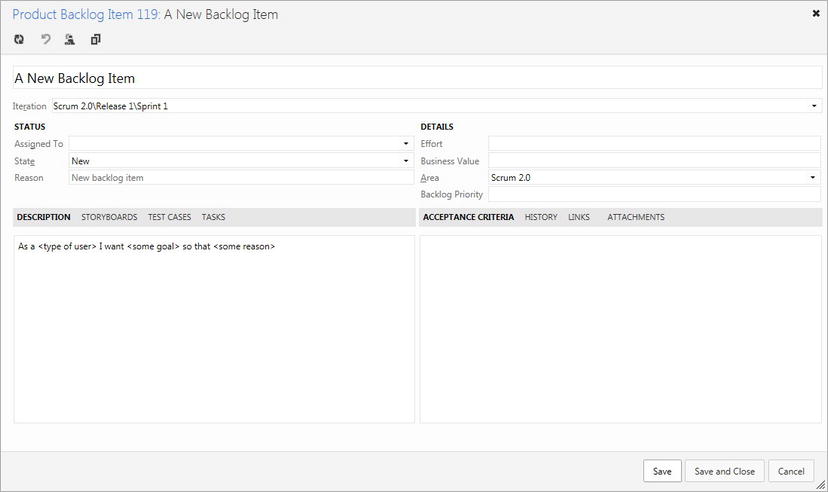 Product Backlog Item 119: A New Backlog Item
A New Backlog Item
Iteration Scrum 2.0\Release 1\Sprint 1
STATUS
Assigned To
State New
Reason New backlog item
DETAILS
Effort
Business Value
Area Scrum 2.0
Backlog Priority
DESCRIPTION STORYBOARDS TEST CASES TASKS
As a <type of user> I want <some goal> so that <some reason>
ACCEPTANCE CRITERIA HISTORY LINKS ATTACHMENTS
Save Save and Close Cancel